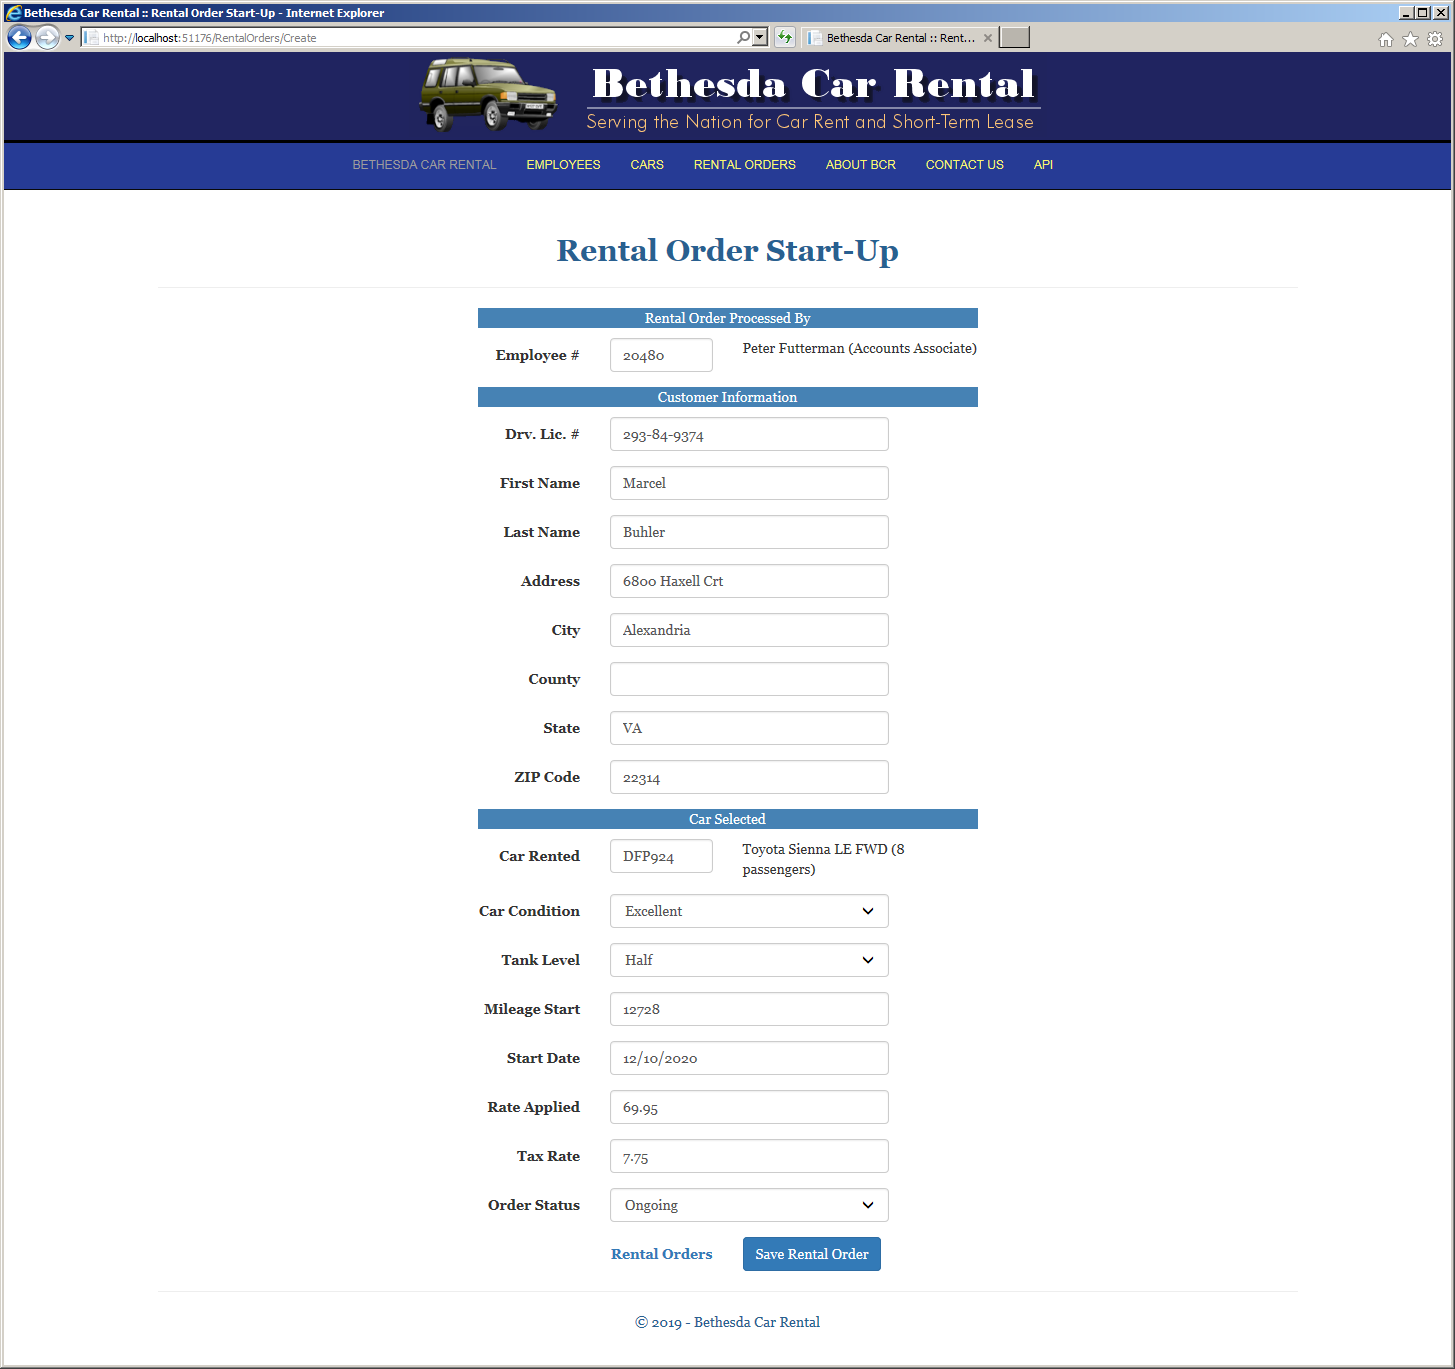 Bethesda Car Rental :: Rental Order Start-Up - Internet Explorer
http://localhost:51176/RentalOrders/Create
Bethesda Car Rental :: Rent...
Bethesda Car Rental
Serving the Nation for Car Rent and Short-Term Lease
BETHESDA CAR RENTAL EMPLOYEES CARS RENTAL ORDERS ABOUT BCR CONTACT US API
Rental Order Start-Up
Rental Order Processed By
Employee # 20480 Peter Futterman (Accounts Associate)
Customer Information
Drv. Lic. # 293-84-9374
First Name Marcel
Last Name Buhler
Address 6800 Haxell Crt
City Alexandria
County
State VA
ZIP Code 22314
Car Selected
Car Rented DFP924 Toyota Sienna LE FWD (8
passengers)
Car Condition Excellent
Tank Level Half
Mileage Start 12728
Start Date 12/10/2020
Rate Applied 69.95
Tax Rate 7.75
Order Status Ongoing
Rental Orders Save Rental Order
© 2019 - Bethesda Car Rental